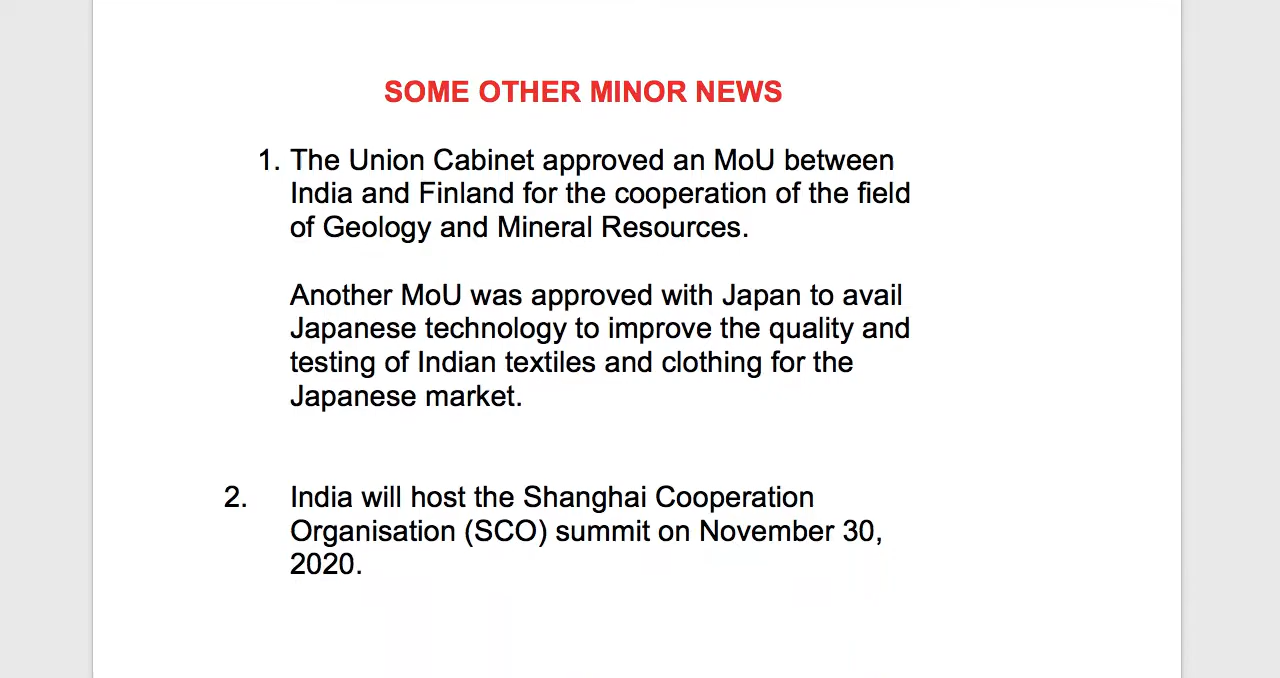 SOME OTHER MINOR NEWS
1. The Union Cabinet approved an MoU between
India and Finland for the cooperation of the field
of Geology and Mineral Resources.
Another MoU was approved with Japan to avail
Japanese technology to improve the quality and
testing of Indian textiles and clothing for the
Japanese market.
2. India will host the Shanghai Cooperation
Organisation (SCO) summit on November 30,
2020.